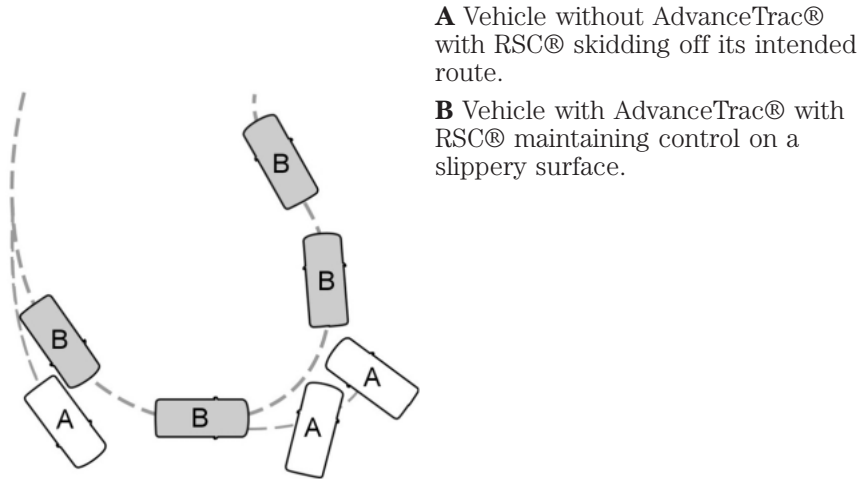 A Vehicle without AdvanceTrac®
with RSC® skidding off its intended
route.
B Vehicle with AdvanceTrac® with
RSC® maintaining control on a
slippery surface.
B
B
B
A
B
A
A